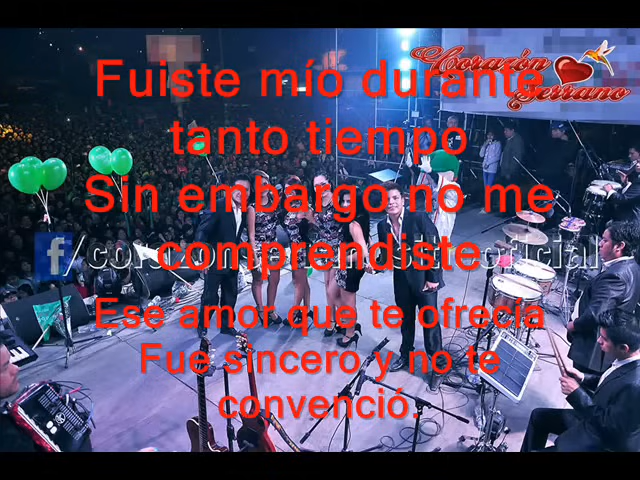 Corazón
Serrano
Fuiste mío durante
tanto tiempo
Sin embargo no me
comprendiste
Ese amor que te ofrecía
Fue sincero y no te
convenció.
oficial